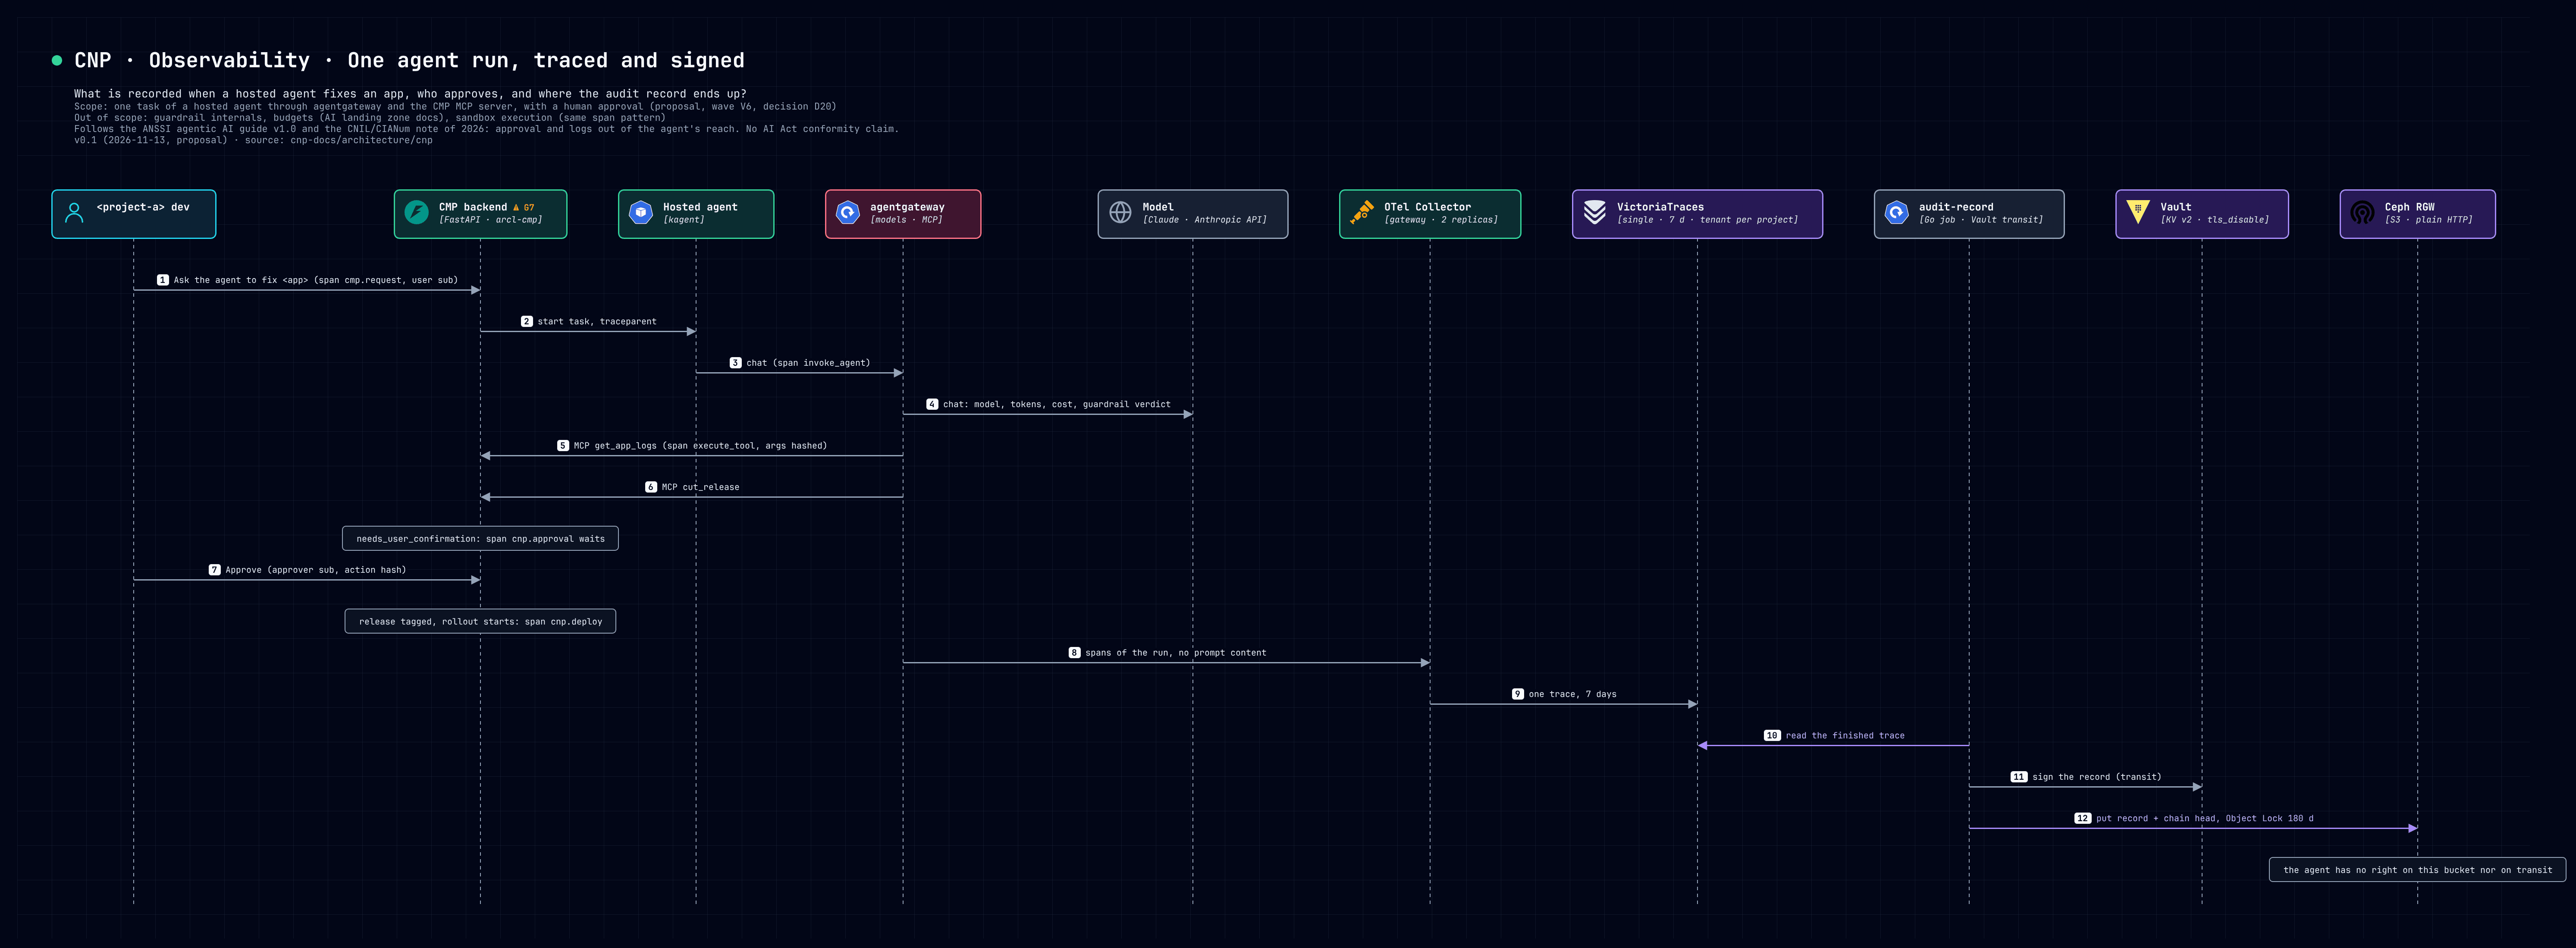 CNP · Observability · One agent run, traced and signed
What is recorded when a hosted agent fixes an app, who approves, and where the audit record ends up?
Scope: one task of a hosted agent through agentgateway and the CMP MCP server, with a human approval (proposal, wave V6, decision D20)
Out of scope: guardrail internals, budgets (AI landing zone docs), sandbox execution (same span pattern)
Follows the ANSSI agentic AI guide v1.0 and the CNIL/CIANum note of 2026: approval and logs out of the agent's reach. No AI Act conformity claim.
v0.1 (2026-11-13, proposal) · source: cnp-docs/architecture/cnp
<project-a> dev
CMP backend ⚠ G7
[FastAPI · arcl-cmp]
Hosted agent
[kagent]
agentgateway
[models · MCP]
Model
[Claude · Anthropic API]
OTel Collector
[gateway · 2 replicas]
VictoriaTraces
[single · 7 d · tenant per project]
audit-record
[Go job · Vault transit]
Vault
[KV v2 · tls_disable]
Ceph RGW
[S3 · plain HTTP]
1 Ask the agent to fix <app> (span cmp.request, user sub)
2 start task, traceparent
3 chat (span invoke_agent)
4 chat: model, tokens, cost, guardrail verdict
5 MCP get_app_logs (span execute_tool, args hashed)
6 MCP cut_release
needs_user_confirmation: span cnp.approval waits
7 Approve (approver sub, action hash)
release tagged, rollout starts: span cnp.deploy
8 spans of the run, no prompt content
9 one trace, 7 days
10 read the finished trace
11 sign the record (transit)
12 put record + chain head, Object Lock 180 d
the agent has no right on this bucket nor on transit